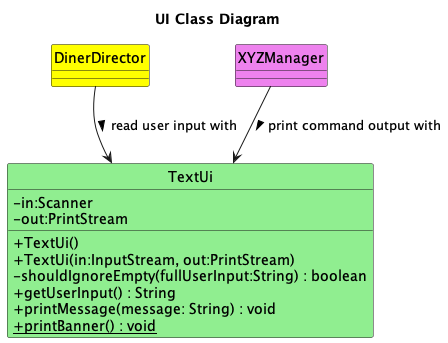 UI Class Diagram
DinerDirector
XYZManager
read user input with
print command output with
TextUi
-in:Scanner
-out:PrintStream
+TextUi()
+TextUi(in:InputStream, out:PrintStream)
-shouldIgnoreEmpty(fullUserInput:String) : boolean
+getUserInput() : String
+printMessage(message: String) : void
+printBanner() : void